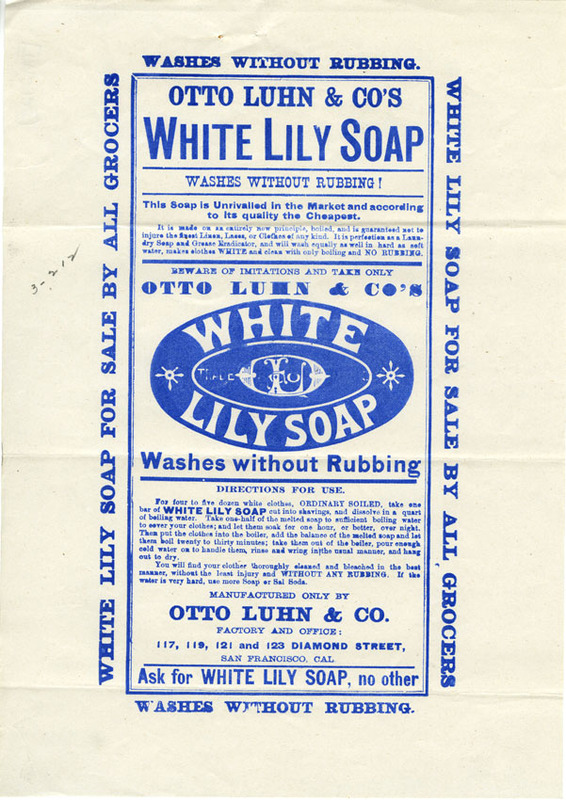 WASHES WITHOUT RUBBING.
WHITE LILY SOAP FOR SALE BY ALL GROCERS
WHITE LILY SOAP FOR SALE BY ALL, GROCERS
3-212
OTTO LUHN & CO'S
WHITE LILY SOAP
WASHES WITHOUT RUBBING!
This Soap is Unrivalled in the Market and according
to its quality the Cheapest.
It is made on an entirely new principle, boiled, and is guaranteed not to
injure the finest Linen, Laces, or Clothes of any kind. It is perfection as a Laun-
dry Soap and Grease Eradicator, and will wash equally as well in hard as soft
water, makes clothes WHITE and clean with only boiling and NO RUBBING.
BEWARE OF IMITATIONS AND TAKE ONLY
OTTO LUHN & CO'S
WHITE
LILY SOAP
Washes without Rubbing
DIRECTIONS FOR USE.
For four to five dozen white clothes, ORDINARY SOILED, take one
bar of WHITE LILY SOAP cut into shavings, and dissolve in a quart
of boiling water. Take one-half of the melted soap to sufficient boiling water
to cover your clothes; and let them soak for one hour, or better, over night.
Then put the clothes into the boiler, add the balance of the melted soap and let
them boil twenty to thirty minutes; take them out of the boiler, pour enough
cold water on to handle them, rinse and wring in the usual manner, and hang
out to dry.
You will find your clother thoroughly cleaned and bleached in the best
manner, without the least injury and WITHOUT ANY RUBBING. If the
water is very hard, use more Soap or Sal Soda.
MANUFACTURED ONLY BY
OTTO LUHN & CO.
FACTORY AND OFFICE:
117, 119, 121 and 123 DIAMOND STREET,
SAN FRANCISCO, CAL
Ask for WHITE LILY SOAP, no other
WASHES WITHOUT RUBBING.